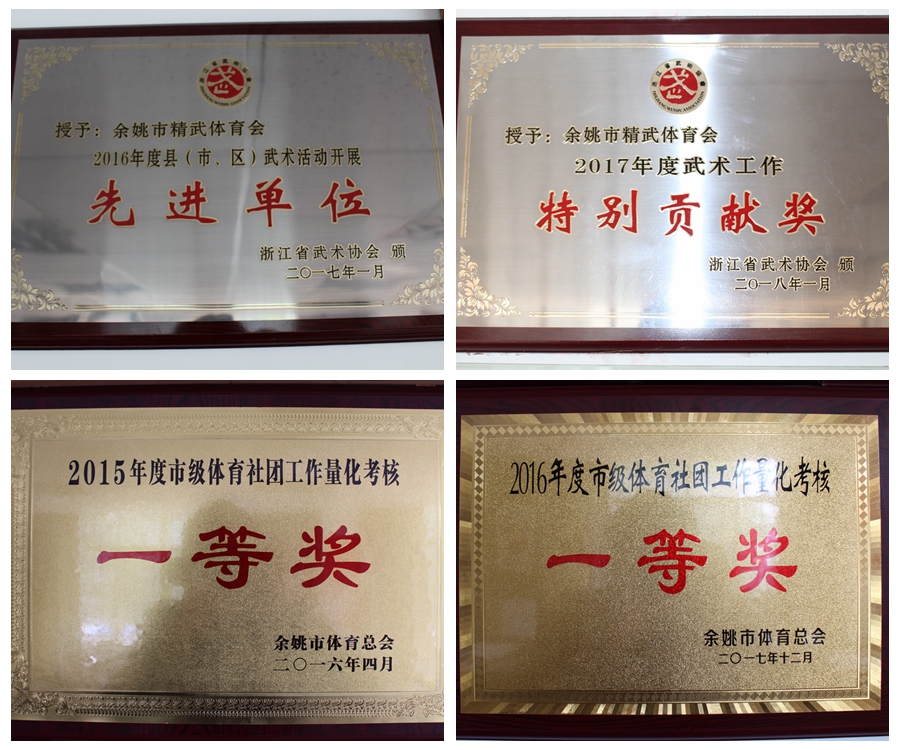 授予：余姚市精武体育会
2016年度县（市、区）武术活动开展
先进单位
浙江省武术协会 颁
二〇一七年一月
授予：余姚市精武体育会
2017年度武术工作
特别贡献奖
浙江省武术协会 颁
二〇一八年一月
2015年度市级体育社团工作量化考核
一等奖
余姚市体育总会
二〇一六年四月
2016年度市级体育社团工作量化考核
一等奖
余姚市体育总会
二〇一七年十二月